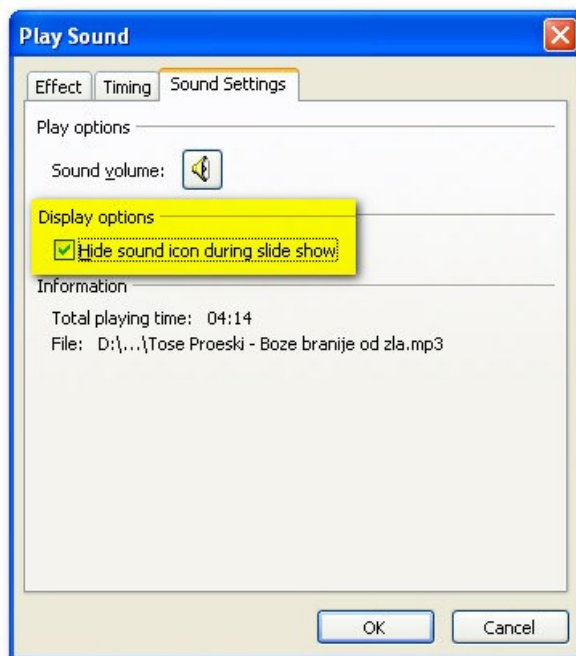 Play Sound
Effect Timing Sound Settings
Play options
Sound volume:
Display options
Hide sound icon during slide show
Information
Total playing time: 04:14
File: D:\...\Tose Proeski - Boze branije od zla.mp3
OK Cancel